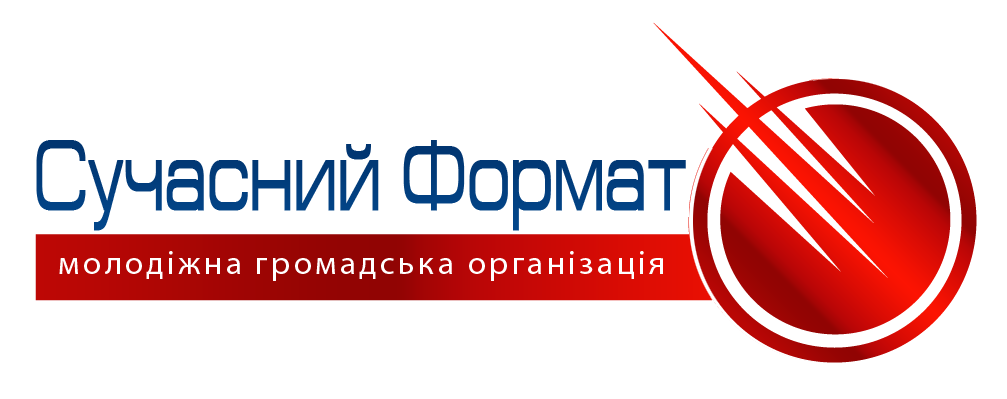 Сучасний Формат
молодіжна громадська організація